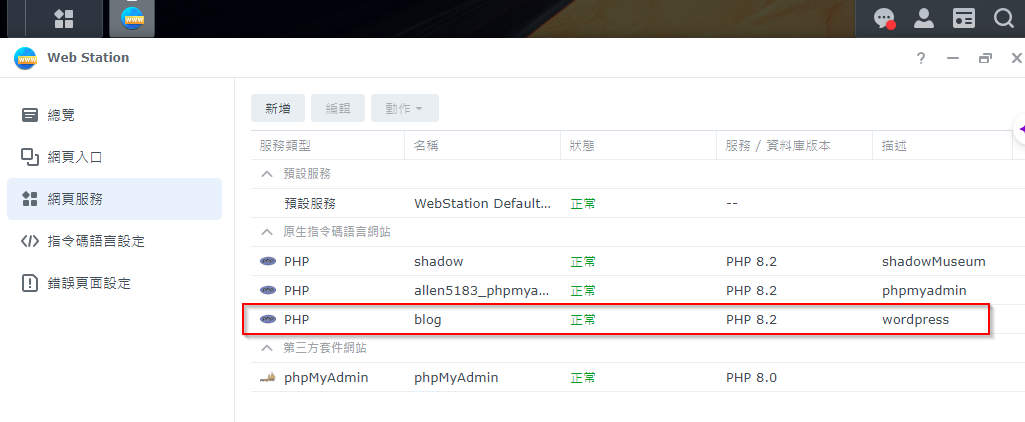 WWW
WWW Web Station
總覽
網頁入口
網頁服務
指令碼語言設定
錯誤頁面設定
新增 編輯 動作
服務類型 名稱 狀態 服務 / 資料庫版本 描述
預設服務
預設服務 WebStation Default... 正常 --
原生指令碼語言網站
php PHP shadow 正常 PHP 8.2 shadowMuseum
php PHP allen5183_phpmya... 正常 PHP 8.2 phpmyadmin
php PHP blog 正常 PHP 8.2 wordpress
第三方套件網站
phpMyAdmin phpMyAdmin 正常 PHP 8.0